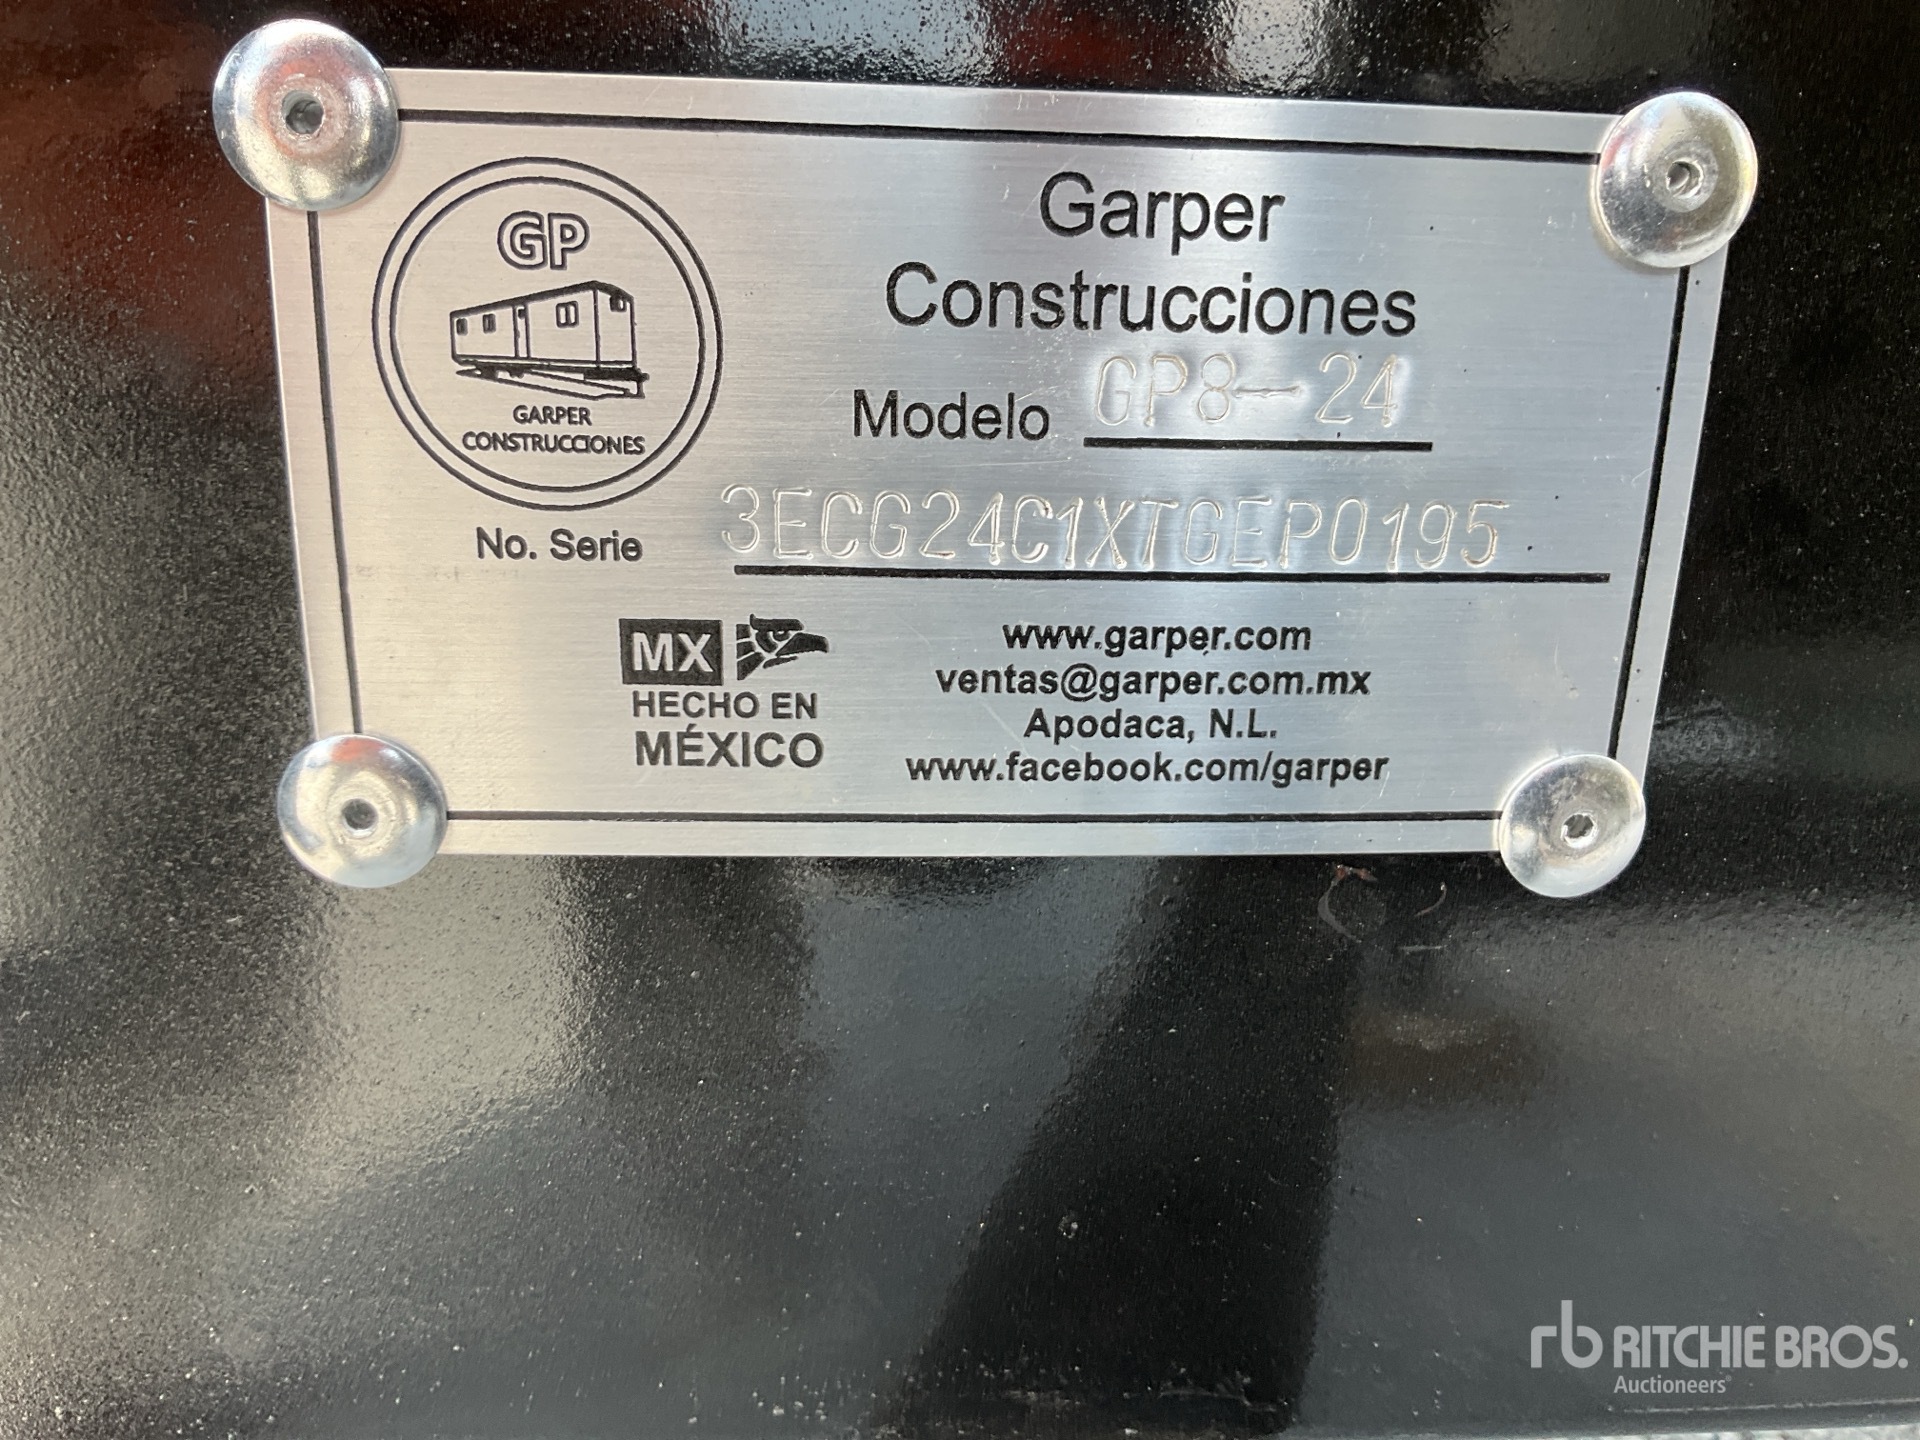 GP
GARPER
CONSTRUCCIONES
Garper
Construcciones
Modelo GP8-24
No. Serie 3ECG24C1XTGEP0195
MX
HECHO EN
MÉXICO
www.garper.com
ventas@garper.com.mx
Apodaca, N.L.
www.facebook.com/garper
rb RITCHIE BROS.
Auctioneers